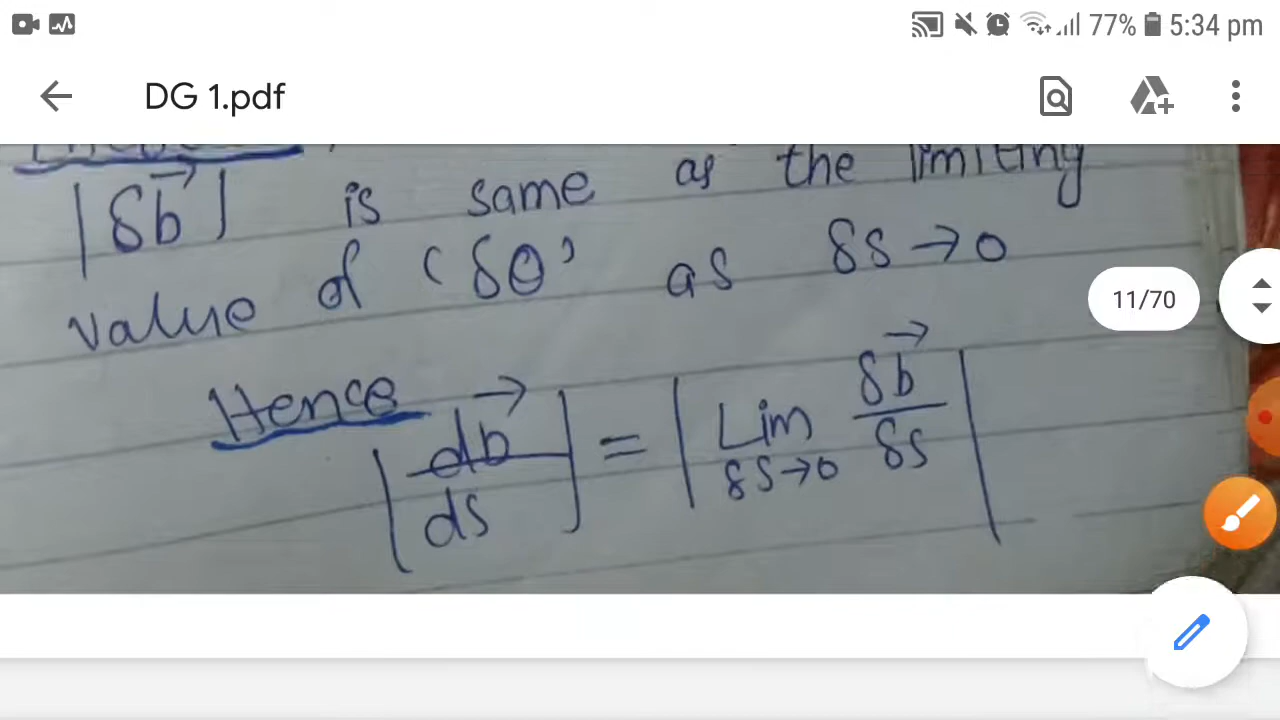 77% 5:34 pm
DG 1.pdf
|δb⃗| is same as the limiting
value of 'δθ' as δs → 0
11/70
Hence
|db⃗/ds| = |Lim δs→0 δb⃗/δs|